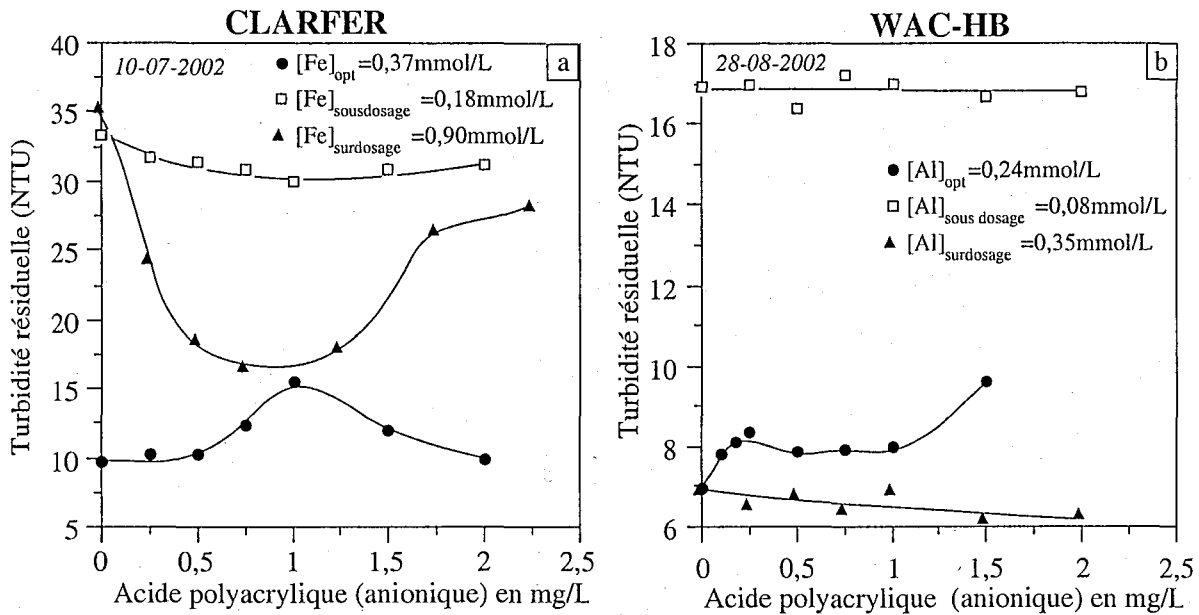 CLARFER
10-07-2002
a
[Fe]opt =0,37mmol/L
[Fe]sousdosage =0,18mmol/L
[Fe]surdosage =0,90mmol/L
Turbidité résiduelle (NTU)
40
35
30
25
20
15
10
5
0
0,5
1
1,5
2
2,5
Acide polyacrylique (anionique) en mg/L
WAC-HB
28-08-2002
b
[Al]opt=0,24mmol/L
[Al]sous dosage =0,08mmol/L
[Al]surdosage =0,35mmol/L
Turbidité résiduelle (NTU)
18
16
14
12
10
8
6
0
0,5
1
1,5
2
2,5
Acide polyacrylique (anionique) en mg/L